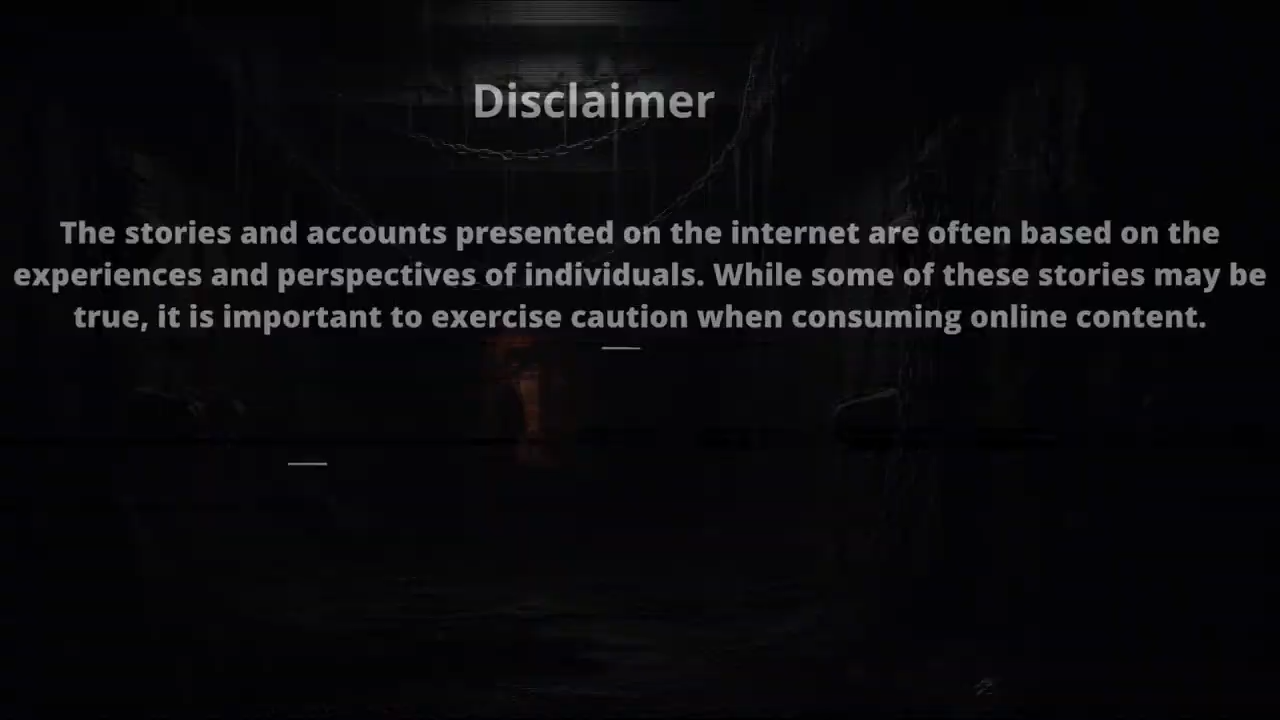 Disclaimer
The stories and accounts presented on the internet are often based on the
experiences and perspectives of individuals. While some of these stories may be
true, it is important to exercise caution when consuming online content.